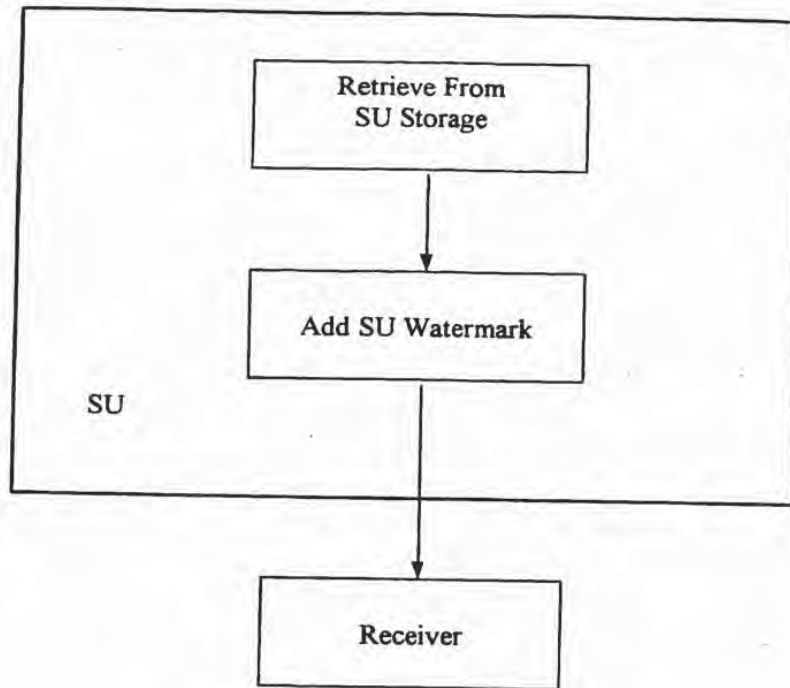 Retrieve From
SU Storage
Add SU Watermark
SU
Receiver